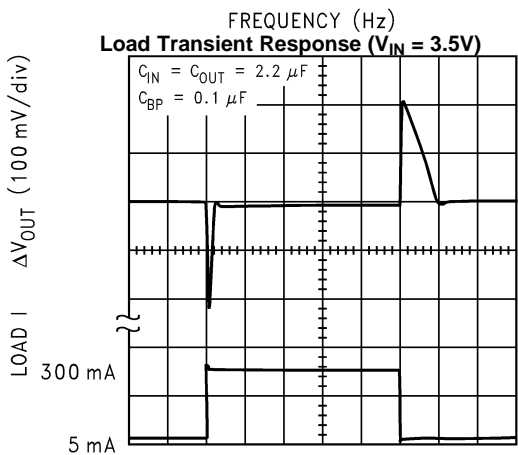 FREQUENCY (Hz)
Load Transient Response (VIN = 3.5V)
CIN = COUT = 2.2 μF
CBP = 0.1 μF
ΔVOUT (100 mV/div)
LOAD I
300 mA
5 mA